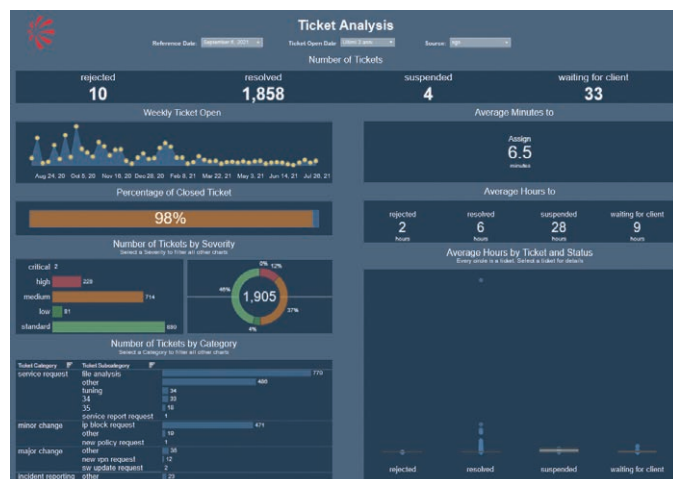 Ticket Analysis
Reference Date: September 6, 2021 Ticket Open Date: Source:
Number of Tickets
rejected resolved suspended waiting for client
10 1,858 4 33
Weekly Ticket Open
Aug 24, 20 Oct 5, 20 Nov 16, 20 Dec 28, 20 Feb 8, 21 Mar 22, 21 May 3, 21 Jun 14, 21 Jul 26, 21
Percentage of Closed Ticket
98%
Number of Tickets by Severity
Select a Severity to filter all other charts
critical 2
high 228
medium 714
low 81
standard 880
0% 12%
46%
1,905
37%
4%
Number of Tickets by Category
Select a Category to filter all other charts
Ticket Category Ticket Subcategory
service request file analysis 770
other 486
tuning 34
34 33
35 18
service report request 1
minor change ip block request 471
other 19
new policy request 1
major change other 36
new vpn request 12
sw update request 2
incident reporting other 23
Average Minutes to
Assign
6.5
minutes
Average Hours to
rejected resolved suspended waiting for client
2 6 28 9
hours hours hours hours
Average Hours by Ticket and Status
Every circle is a ticket. Select a ticket for details
rejected resolved suspended waiting for client